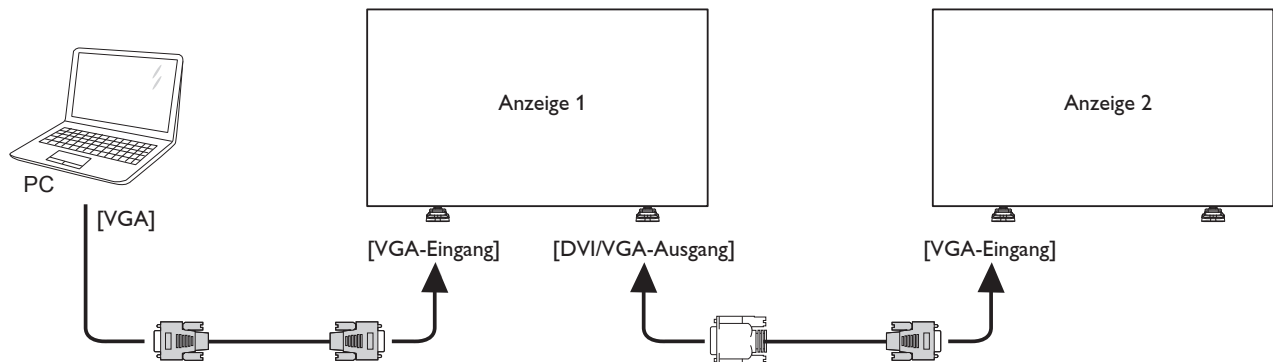 Anzeige 1
Anzeige 2
PC
[VGA]
[VGA-Eingang]
[DVI/VGA-Ausgang]
[VGA-Eingang]